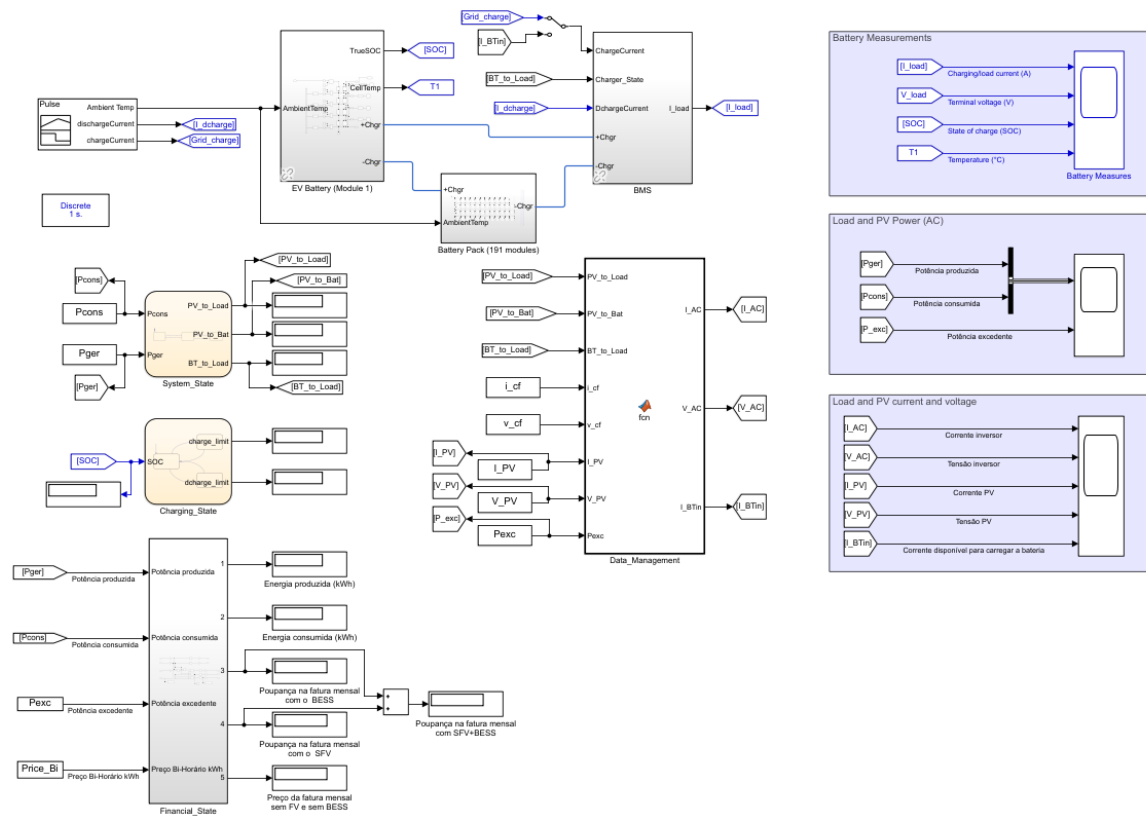 Pulse
Ambient Temp
dischargeCurrent
chargeCurrent
[I_dcharge]
[Grid_charge]
Discrete
1 s.
AmbientTemp
TrueSOC
CellTemp
+Chgr
-Chgr
EV Battery (Module 1)
[SOC]
T1
+Chgr
AmbientTemp
-Chgr
Battery Pack (191 modules)
[Grid_charge]
[I_BTin]
[BT_to_Load]
[I_dcharge]
ChargeCurrent
Charger_State
DchargeCurrent
+Chgr
-Chgr
I_load
BMS
[I_load]
Battery Measurements
[I_load]
Charging/load current (A)
V_load
Terminal voltage (V)
[SOC]
State of charge (SOC)
T1
Temperature (°C)
Battery Measures
Load and PV Power (AC)
[Pger]
Potência produzida
[Pcons]
Potência consumida
[P_exc]
Potência excedente
Load and PV current and voltage
[I_AC]
Corrente inversor
[V_AC]
Tensão inversor
[I_PV]
Corrente PV
[V_PV]
Tensão PV
[I_BTin]
Corrente disponível para carregar a bateria
[Pcons]
Pcons
Pger
[Pger]
Pcons
Pger
PV_to_Load
PV_to_Bat
BT_to_Load
System_State
[PV_to_Load]
[PV_to_Bat]
[BT_to_Load]
[SOC]
SOC
charge_limit
dcharge_limit
Charging_State
[PV_to_Load]
[PV_to_Bat]
[BT_to_Load]
i_cf
v_cf
[I_PV]
I_PV
[V_PV]
V_PV
[P_exc]
Pexc
PV_to_Load
PV_to_Bat
BT_to_Load
i_cf
v_cf
I_PV
V_PV
Pexc
fcn
I_AC
V_AC
I_BTin
Data_Management
[I_AC]
[V_AC]
[I_BTin]
[Pger]
Potência produzida
[Pcons]
Potência consumida
Pexc
Potência excedente
Price_Bi
Preço Bi-Horário kWh
Potência produzida
Potência consumida
Potência excedente
Preço Bi-Horário kWh
1
2
3
4
5
Financial_State
Energia produzida (kWh)
Energia consumida (kWh)
Poupança na fatura mensal
com o BESS
Poupança na fatura mensal
com o SFV
Preço da fatura mensal
sem FV e sem BESS
+
+
Poupança na fatura mensal
com SFV+BESS